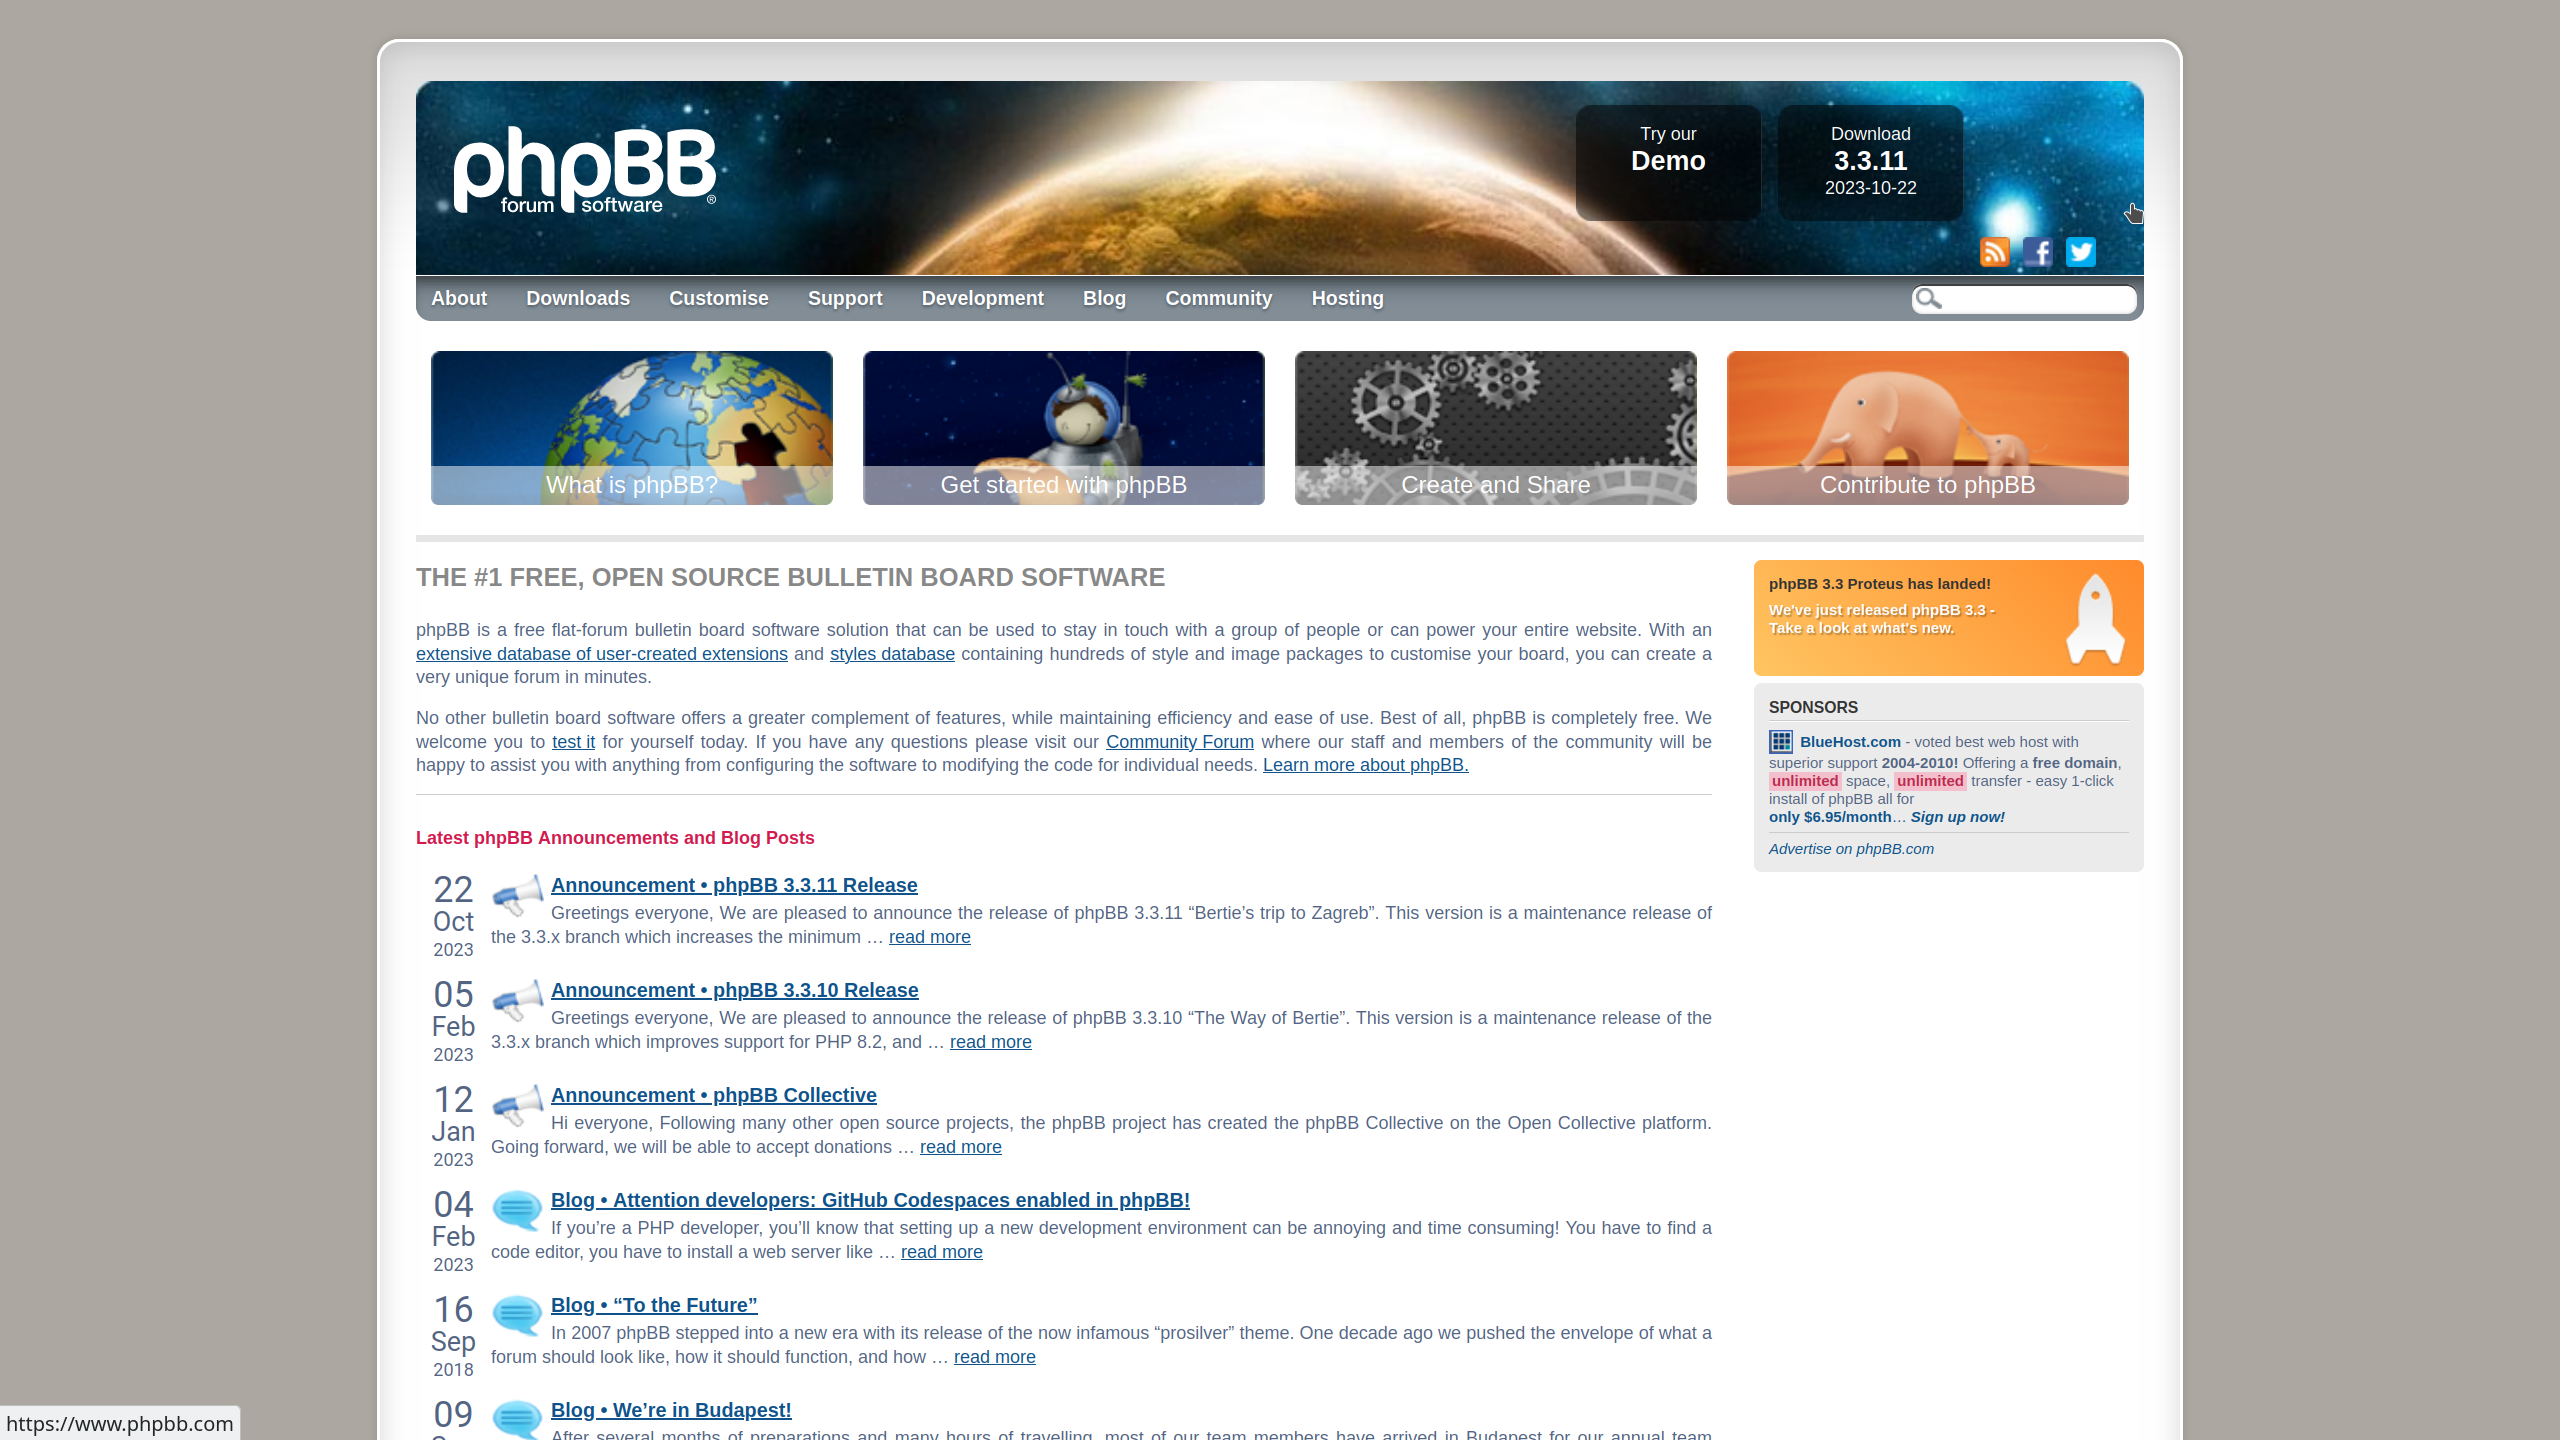 phpBB®
forum software
Try our
Demo
Download
3.3.11
2023-10-22
About Downloads Customise Support Development Blog Community Hosting
What is phpBB?
Get started with phpBB
Create and Share
Contribute to phpBB
THE #1 FREE, OPEN SOURCE BULLETIN BOARD SOFTWARE
phpBB is a free flat-forum bulletin board software solution that can be used to stay in touch with a group of people or can power your entire website. With an
extensive database of user-created extensions and styles database containing hundreds of style and image packages to customise your board, you can create a
very unique forum in minutes.
No other bulletin board software offers a greater complement of features, while maintaining efficiency and ease of use. Best of all, phpBB is completely free. We
welcome you to test it for yourself today. If you have any questions please visit our Community Forum where our staff and members of the community will be
happy to assist you with anything from configuring the software to modifying the code for individual needs. Learn more about phpBB.
phpBB 3.3 Proteus has landed!
We've just released phpBB 3.3 -
Take a look at what's new.
SPONSORS
BlueHost.com - voted best web host with
superior support 2004-2010! Offering a free domain,
unlimited space, unlimited transfer - easy 1-click
install of phpBB all for
only $6.95/month… Sign up now!
Advertise on phpBB.com
Latest phpBB Announcements and Blog Posts
22
Oct
2023
Announcement • phpBB 3.3.11 Release
Greetings everyone, We are pleased to announce the release of phpBB 3.3.11 “Bertie’s trip to Zagreb”. This version is a maintenance release of
the 3.3.x branch which increases the minimum … read more
05
Feb
2023
Announcement • phpBB 3.3.10 Release
Greetings everyone, We are pleased to announce the release of phpBB 3.3.10 “The Way of Bertie”. This version is a maintenance release of the
3.3.x branch which improves support for PHP 8.2, and … read more
12
Jan
2023
Announcement • phpBB Collective
Hi everyone, Following many other open source projects, the phpBB project has created the phpBB Collective on the Open Collective platform.
Going forward, we will be able to accept donations … read more
04
Feb
2023
Blog • Attention developers: GitHub Codespaces enabled in phpBB!
If you’re a PHP developer, you’ll know that setting up a new development environment can be annoying and time consuming! You have to find a
code editor, you have to install a web server like … read more
16
Sep
2018
Blog • “To the Future”
In 2007 phpBB stepped into a new era with its release of the now infamous “prosilver” theme. One decade ago we pushed the envelope of what a
forum should look like, how it should function, and how … read more
09
Blog • We’re in Budapest!
After several months of preparations and many hours of travelling, most of our team members have arrived in Budapest for our annual team
https://www.phpbb.com